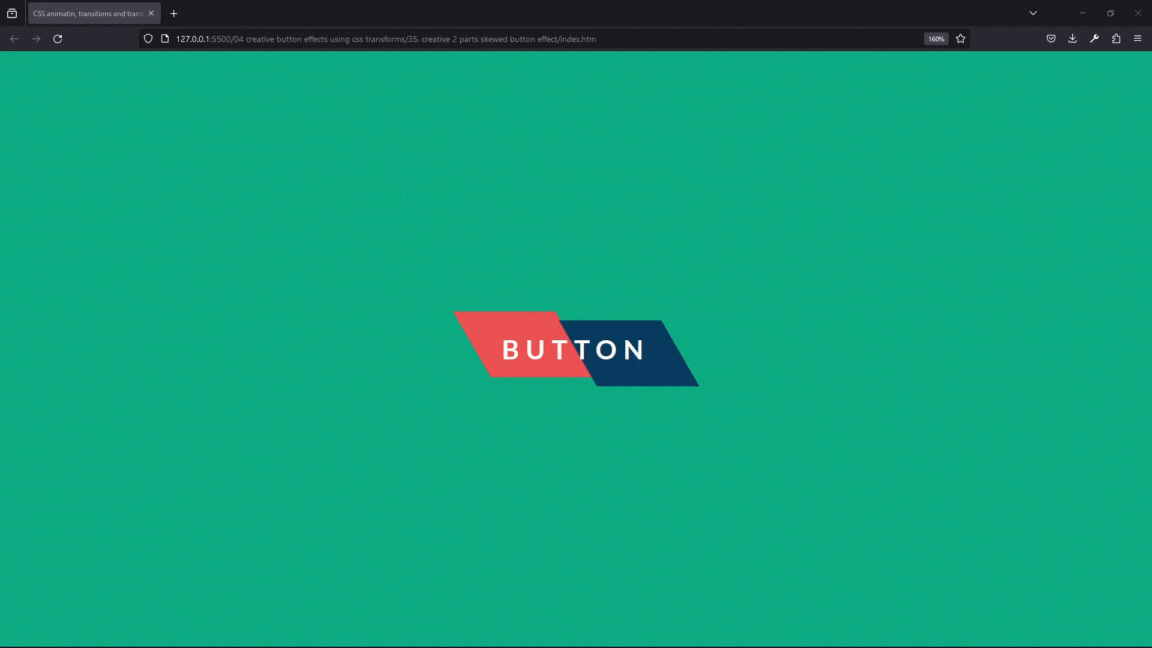 CSS animatin, transitions and trans
127.0.0.1:5500/04 creative button effects using css transforms/35. creative 2 parts skewed button effect/index.htm
160%
BUTTON